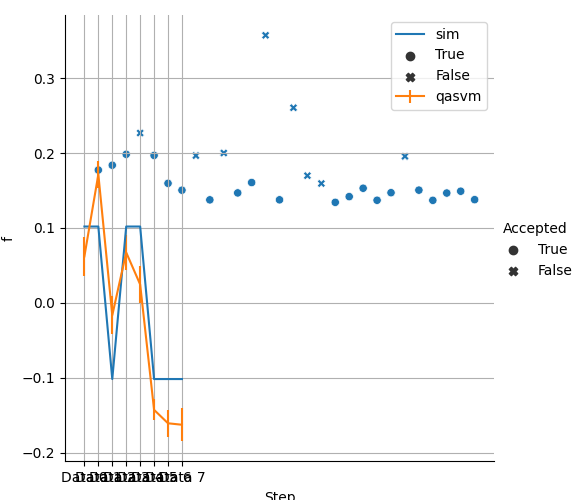 sim
True
False
qasvm
0.3
0.2
0.1
0.0
−0.1
−0.2
f
Accepted
True
False
7
Step